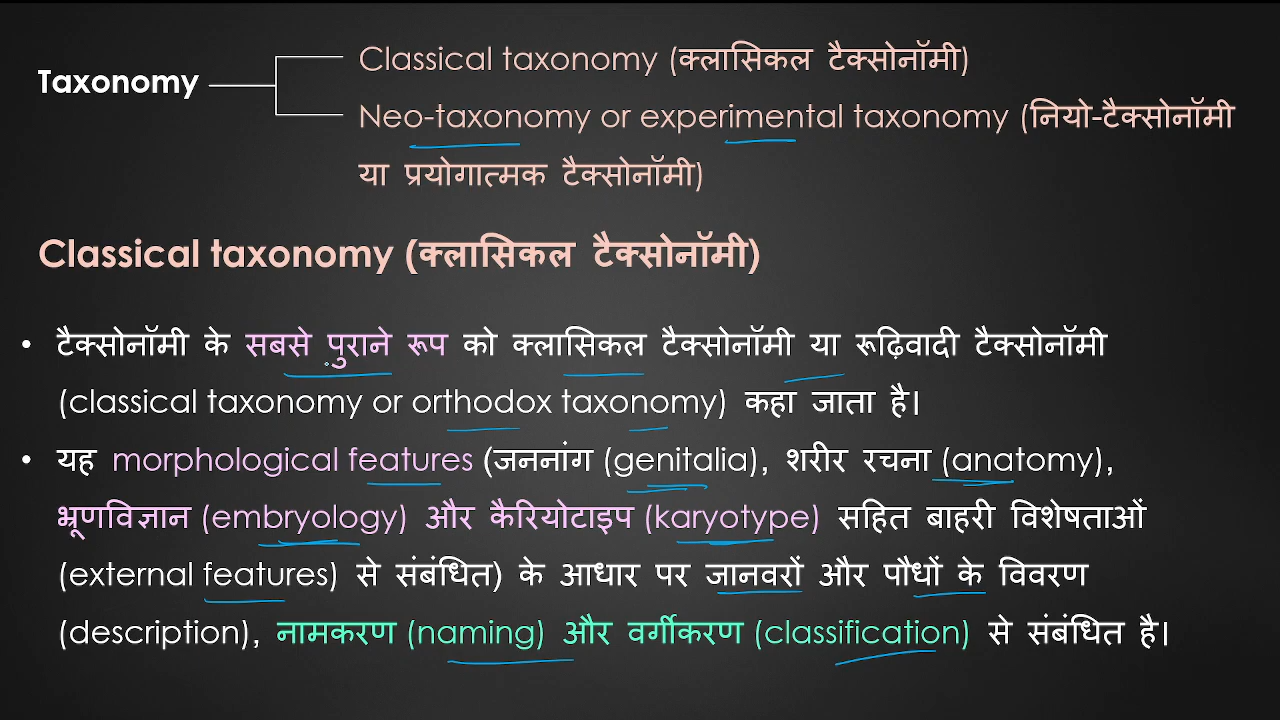 Taxonomy
Classical taxonomy (क्लासिकल टैक्सोनॉमी)
Neo-taxonomy or experimental taxonomy (नियो-टैक्सोनॉमी
या प्रयोगात्मक टैक्सोनॉमी)
Classical taxonomy (क्लासिकल टैक्सोनॉमी)
• टैक्सोनॉमी के सबसे पुराने रूप को क्लासिकल टैक्सोनॉमी या रूढ़िवादी टैक्सोनॉमी
(classical taxonomy or orthodox taxonomy) कहा जाता है।
• यह morphological features (जननांग (genitalia), शरीर रचना (anatomy),
भ्रूणविज्ञान (embryology) और कैरियोटाइप (karyotype) सहित बाहरी विशेषताओं
(external features) से संबंधित) के आधार पर जानवरों और पौधों के विवरण
(description), नामकरण (naming) और वर्गीकरण (classification) से संबंधित है।